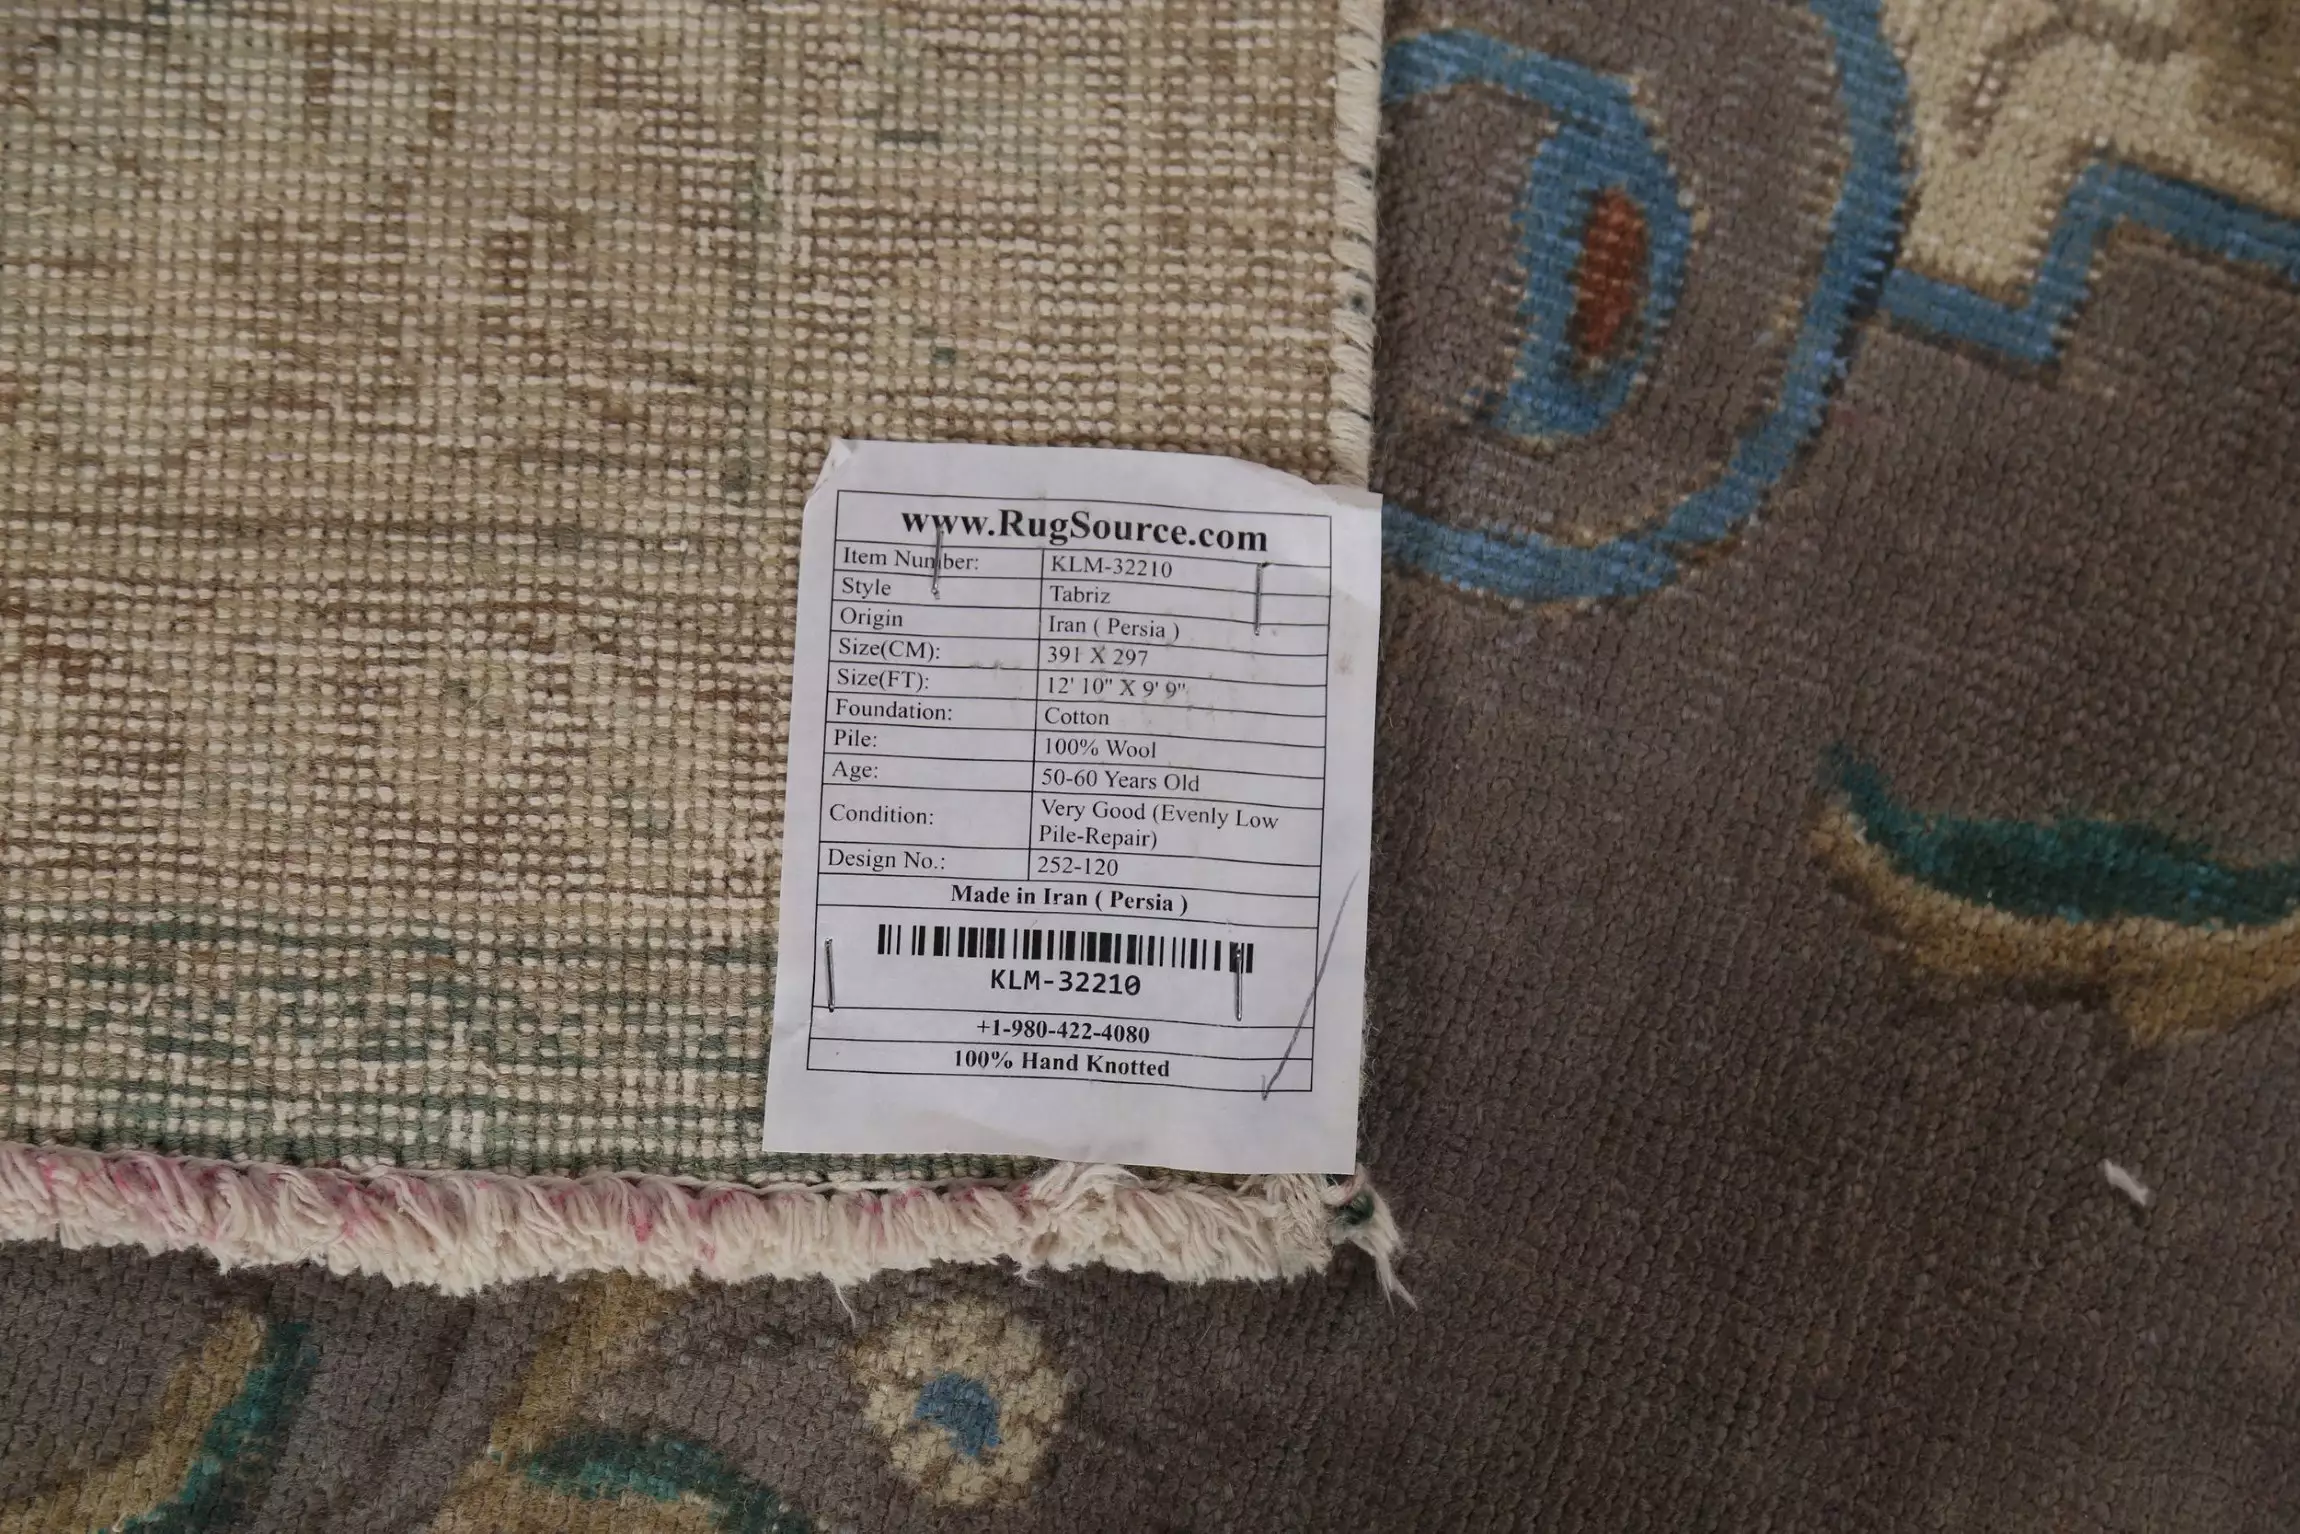 www.RugSource.com
Item Number: KLM-32210
Style Tabriz
Origin Iran ( Persia )
Size(CM): 391 X 297
Size(FT): 12' 10" X 9' 9"
Foundation: Cotton
Pile: 100% Wool
Age: 50-60 Years Old
Condition: Very Good (Evenly Low
Pile-Repair)
Design No.: 252-120
Made in Iran ( Persia )
KLM-32210
+1-980-422-4080
100% Hand Knotted